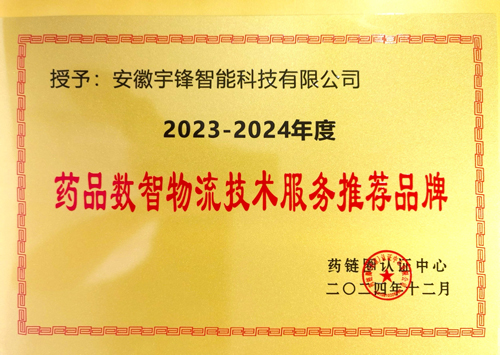 授予：安徽宇锋智能科技有限公司
2023-2024年度
药品数智物流技术服务推荐品牌
药链圈认证中心
二〇二四年十二月